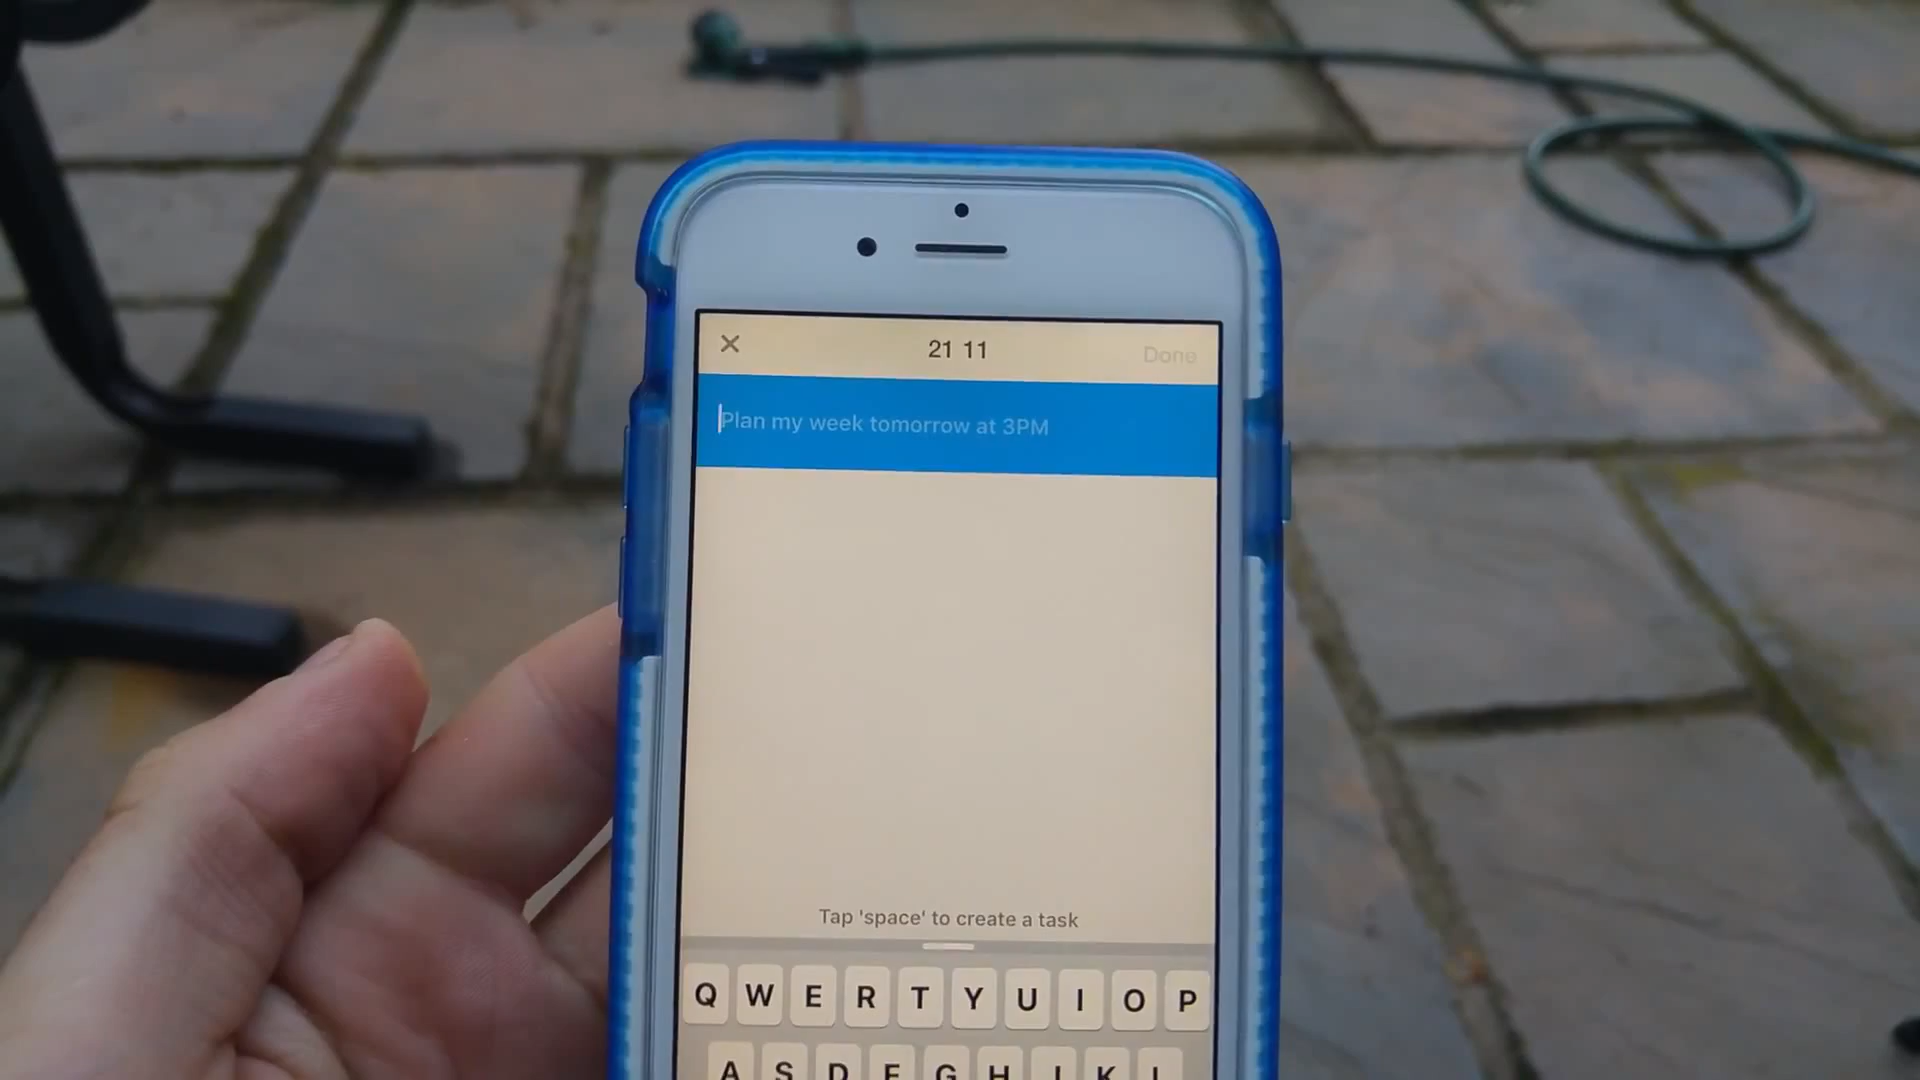 21 11 Done
Plan my week tomorrow at 3PM
Tap 'space' to create a task
Q W E R T Y U I O P
A S D F G H J K L